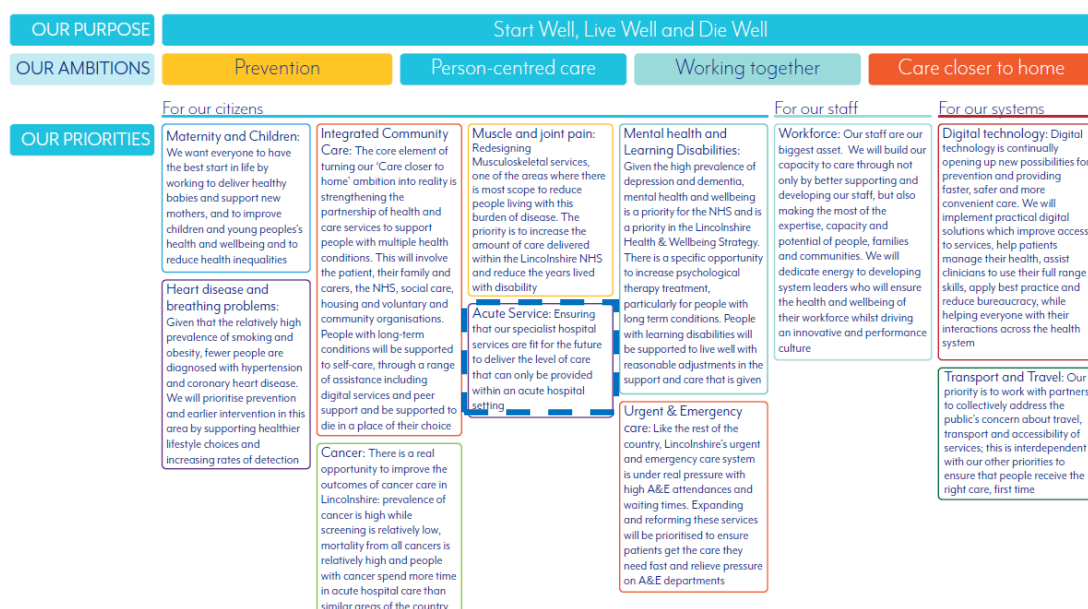 OUR PURPOSE
Start Well, Live Well and Die Well
OUR AMBITIONS
Prevention
Person-centred care
Working together
Care closer to home
For our citizens
For our staff
For our systems
OUR PRIORITIES
Maternity and Children:
We want everyone to have
the best start in life by
working to deliver healthy
babies and support new
mothers, and to improve
children and young peoples's
health and wellbeing and to
reduce health inequalities
Heart disease and
breathing problems:
Given that the relatively high
prevalence of smoking and
obesity, fewer people are
diagnosed with hypertension
and coronary heart disease.
We will prioritise prevention
and earlier intervention in this
area by supporting healthier
lifestyle choices and
increasing rates of detection
Integrated Community
Care: The core element of
turning our 'Care closer to
home' ambition into reality is
strengthening the
partnership of health and
care services to support
people with multiple health
conditions. This will involve
the patient, their family and
carers, the NHS, social care,
housing and voluntary and
community organisations.
People with long-term
conditions will be supported
to self-care, through a range
of assistance including
digital services and peer
support and be supported to
die in a place of their choice
Cancer: There is a real
opportunity to improve the
outcomes of cancer care in
Lincolnshire: prevalence of
cancer is high while
screening is relatively low,
mortality from all cancers is
relatively high and people
with cancer spend more time
in acute hospital care than
similar areas of the country
Muscle and joint pain:
Redesigning
Musculoskeletal services,
one of the areas where there
is most scope to reduce
people living with this
burden of disease. The
priority is to increase the
amount of care delivered
within the Lincolnshire NHS
and reduce the years lived
with disability
Acute Service: Ensuring
that our specialist hospital
services are fit for the future
to deliver the level of care
that can only be provided
within an acute hospital
setting
Mental health and
Learning Disabilities:
Given the high prevalence of
depression and dementia,
mental health and wellbeing
is a priority for the NHS and is
a priority in the Lincolnshire
Health & Wellbeing Strategy.
There is a specific opportunity
to increase psychological
therapy treatment,
particularly for people with
long term conditions. People
with learning disabilities will
be supported to live well with
reasonable adjustments in the
support and care that is given
Urgent & Emergency
care: Like the rest of the
country, Lincolnshire's urgent
and emergency care system
is under real pressure with
high A&E attendances and
waiting times. Expanding
and reforming these services
will be prioritised to ensure
patients get the care they
need fast and relieve pressure
on A&E departments
Workforce: Our staff are our
biggest asset. We will build our
capacity to care through not
only by better supporting and
developing our staff, but also
making the most of the
expertise, capacity and
potential of people, families
and communities. We will
dedicate energy to developing
system leaders who will ensure
the health and wellbeing of
their workforce whilst driving
an innovative and performance
culture
Digital technology: Digital
technology is continually
opening up new possibilities for
prevention and providing
faster, safer and more
convenient care. We will
implement practical digital
solutions which improve access
to services, help patients
manage their health, assist
clinicians to use their full range
skills, apply best practice and
reduce bureaucracy, while
helping everyone with their
interactions across the health
system
Transport and Travel: Our
priority is to work with partners
to collectively address the
public's concern about travel,
transport and accessibility of
services; this is interdependent
with our other priorities to
ensure that people receive the
right care, first time